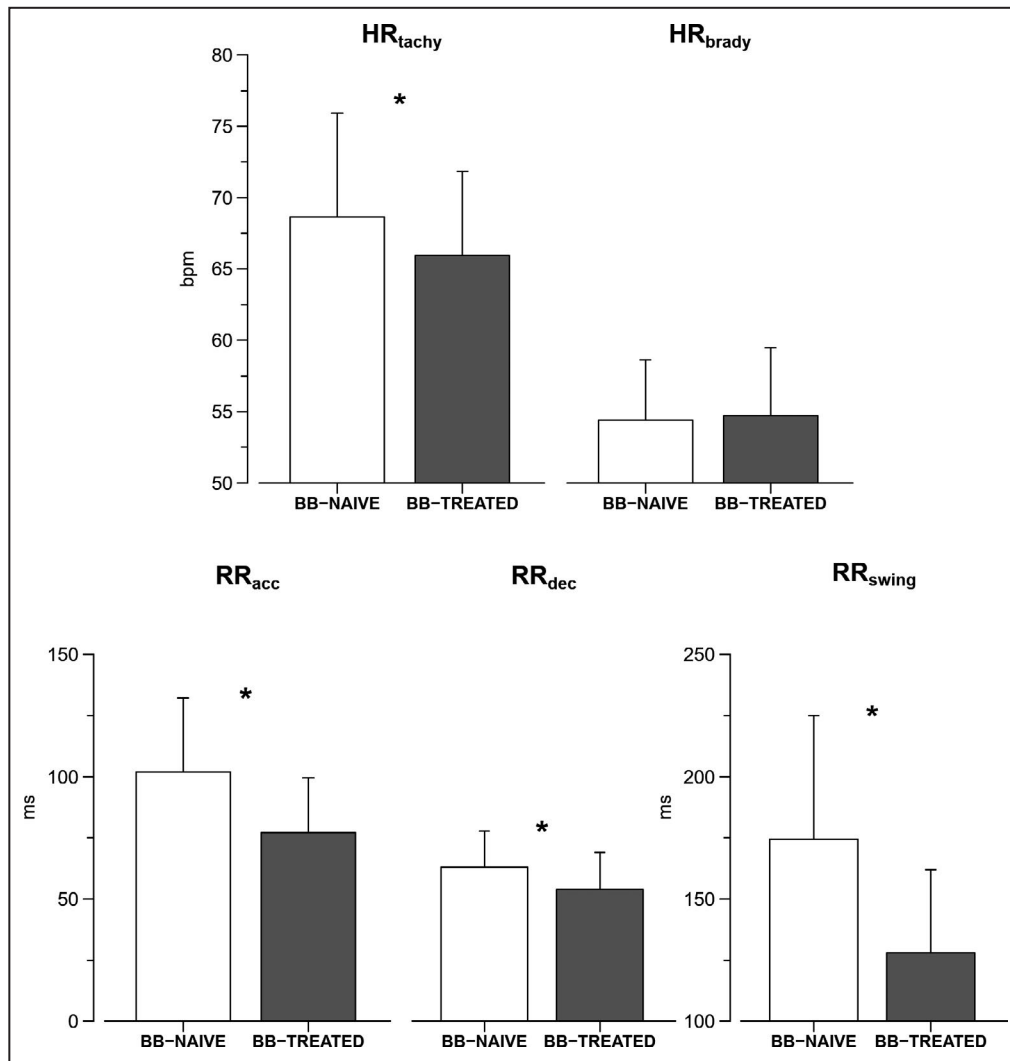 HRtachy
HRbrady
80
75
70
65
60
55
50
bpm
*
BB−NAIVE
BB−TREATED
BB−NAIVE
BB−TREATED
RRacc
RRdec
RRswing
150
100
50
0
ms
*
*
250
200
150
100
ms
*
BB−NAIVE
BB−TREATED
BB−NAIVE
BB−TREATED
BB−NAIVE
BB−TREATED